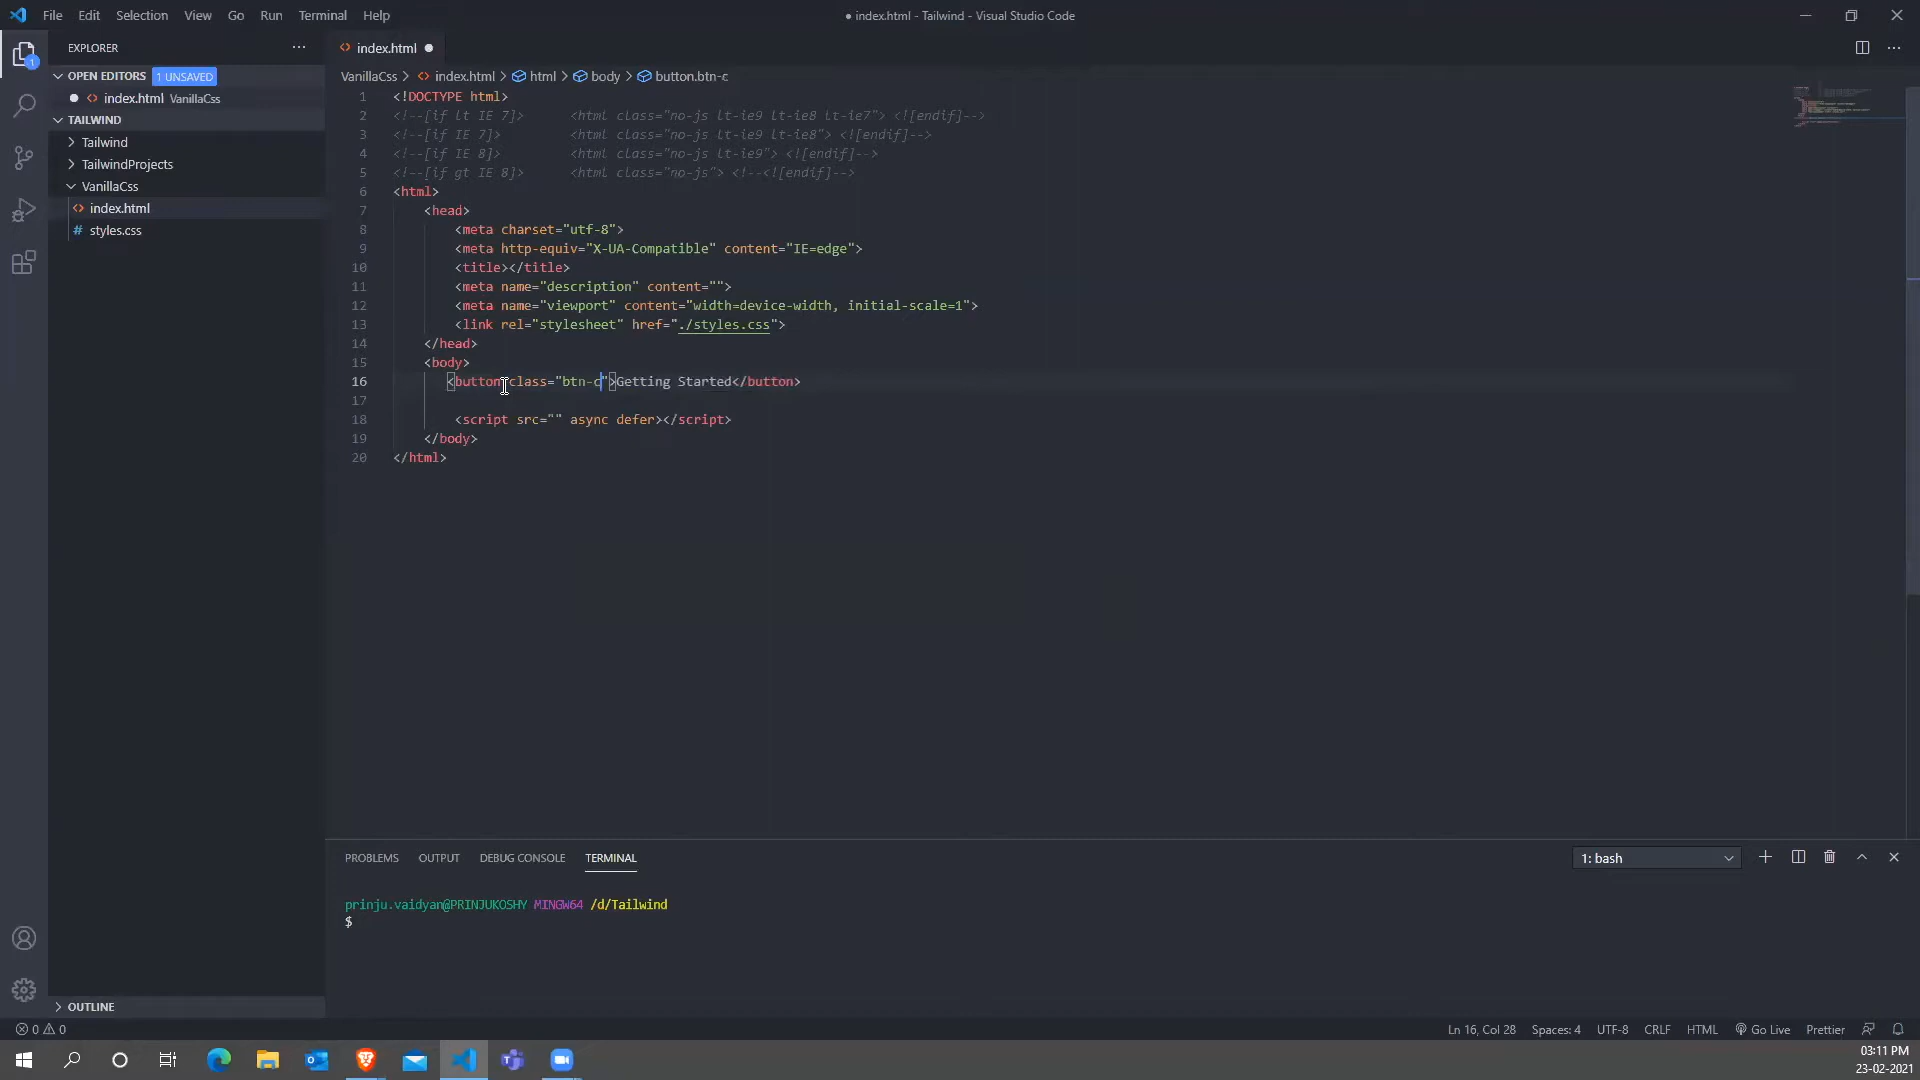 File Edit Selection View Go Run Terminal Help
● index.html - Tailwind - Visual Studio Code
EXPLORER
index.html
OPEN EDITORS 1 UNSAVED
index.html VanillaCss
TAILWIND
Tailwind
TailwindProjects
VanillaCss
index.html
styles.css
OUTLINE
VanillaCss > index.html > html > body > button.btn-c
1 <!DOCTYPE html>
2 <!--[if lt IE 7]>      <html class="no-js lt-ie9 lt-ie8 lt-ie7"> <![endif]-->
3 <!--[if IE 7]>         <html class="no-js lt-ie9 lt-ie8"> <![endif]-->
4 <!--[if IE 8]>         <html class="no-js lt-ie9"> <![endif]-->
5 <!--[if gt IE 8]>      <html class="no-js"> <!--<![endif]-->
6 <html>
7 <head>
8 <meta charset="utf-8">
9 <meta http-equiv="X-UA-Compatible" content="IE=edge">
10 <title></title>
11 <meta name="description" content="">
12 <meta name="viewport" content="width=device-width, initial-scale=1">
13 <link rel="stylesheet" href="./styles.css">
14 </head>
15 <body>
16 <button class="btn-c">Getting Started</button>
17
18 <script src="" async defer></script>
19 </body>
20 </html>
PROBLEMS OUTPUT DEBUG CONSOLE TERMINAL
1: bash
prinju.vaidyan@PRINJUKOSHY MINGW64 /d/Tailwind
$
0 0
Ln 16, Col 28 Spaces: 4 UTF-8 CRLF HTML Go Live Prettier
03:11 PM
23-02-2021